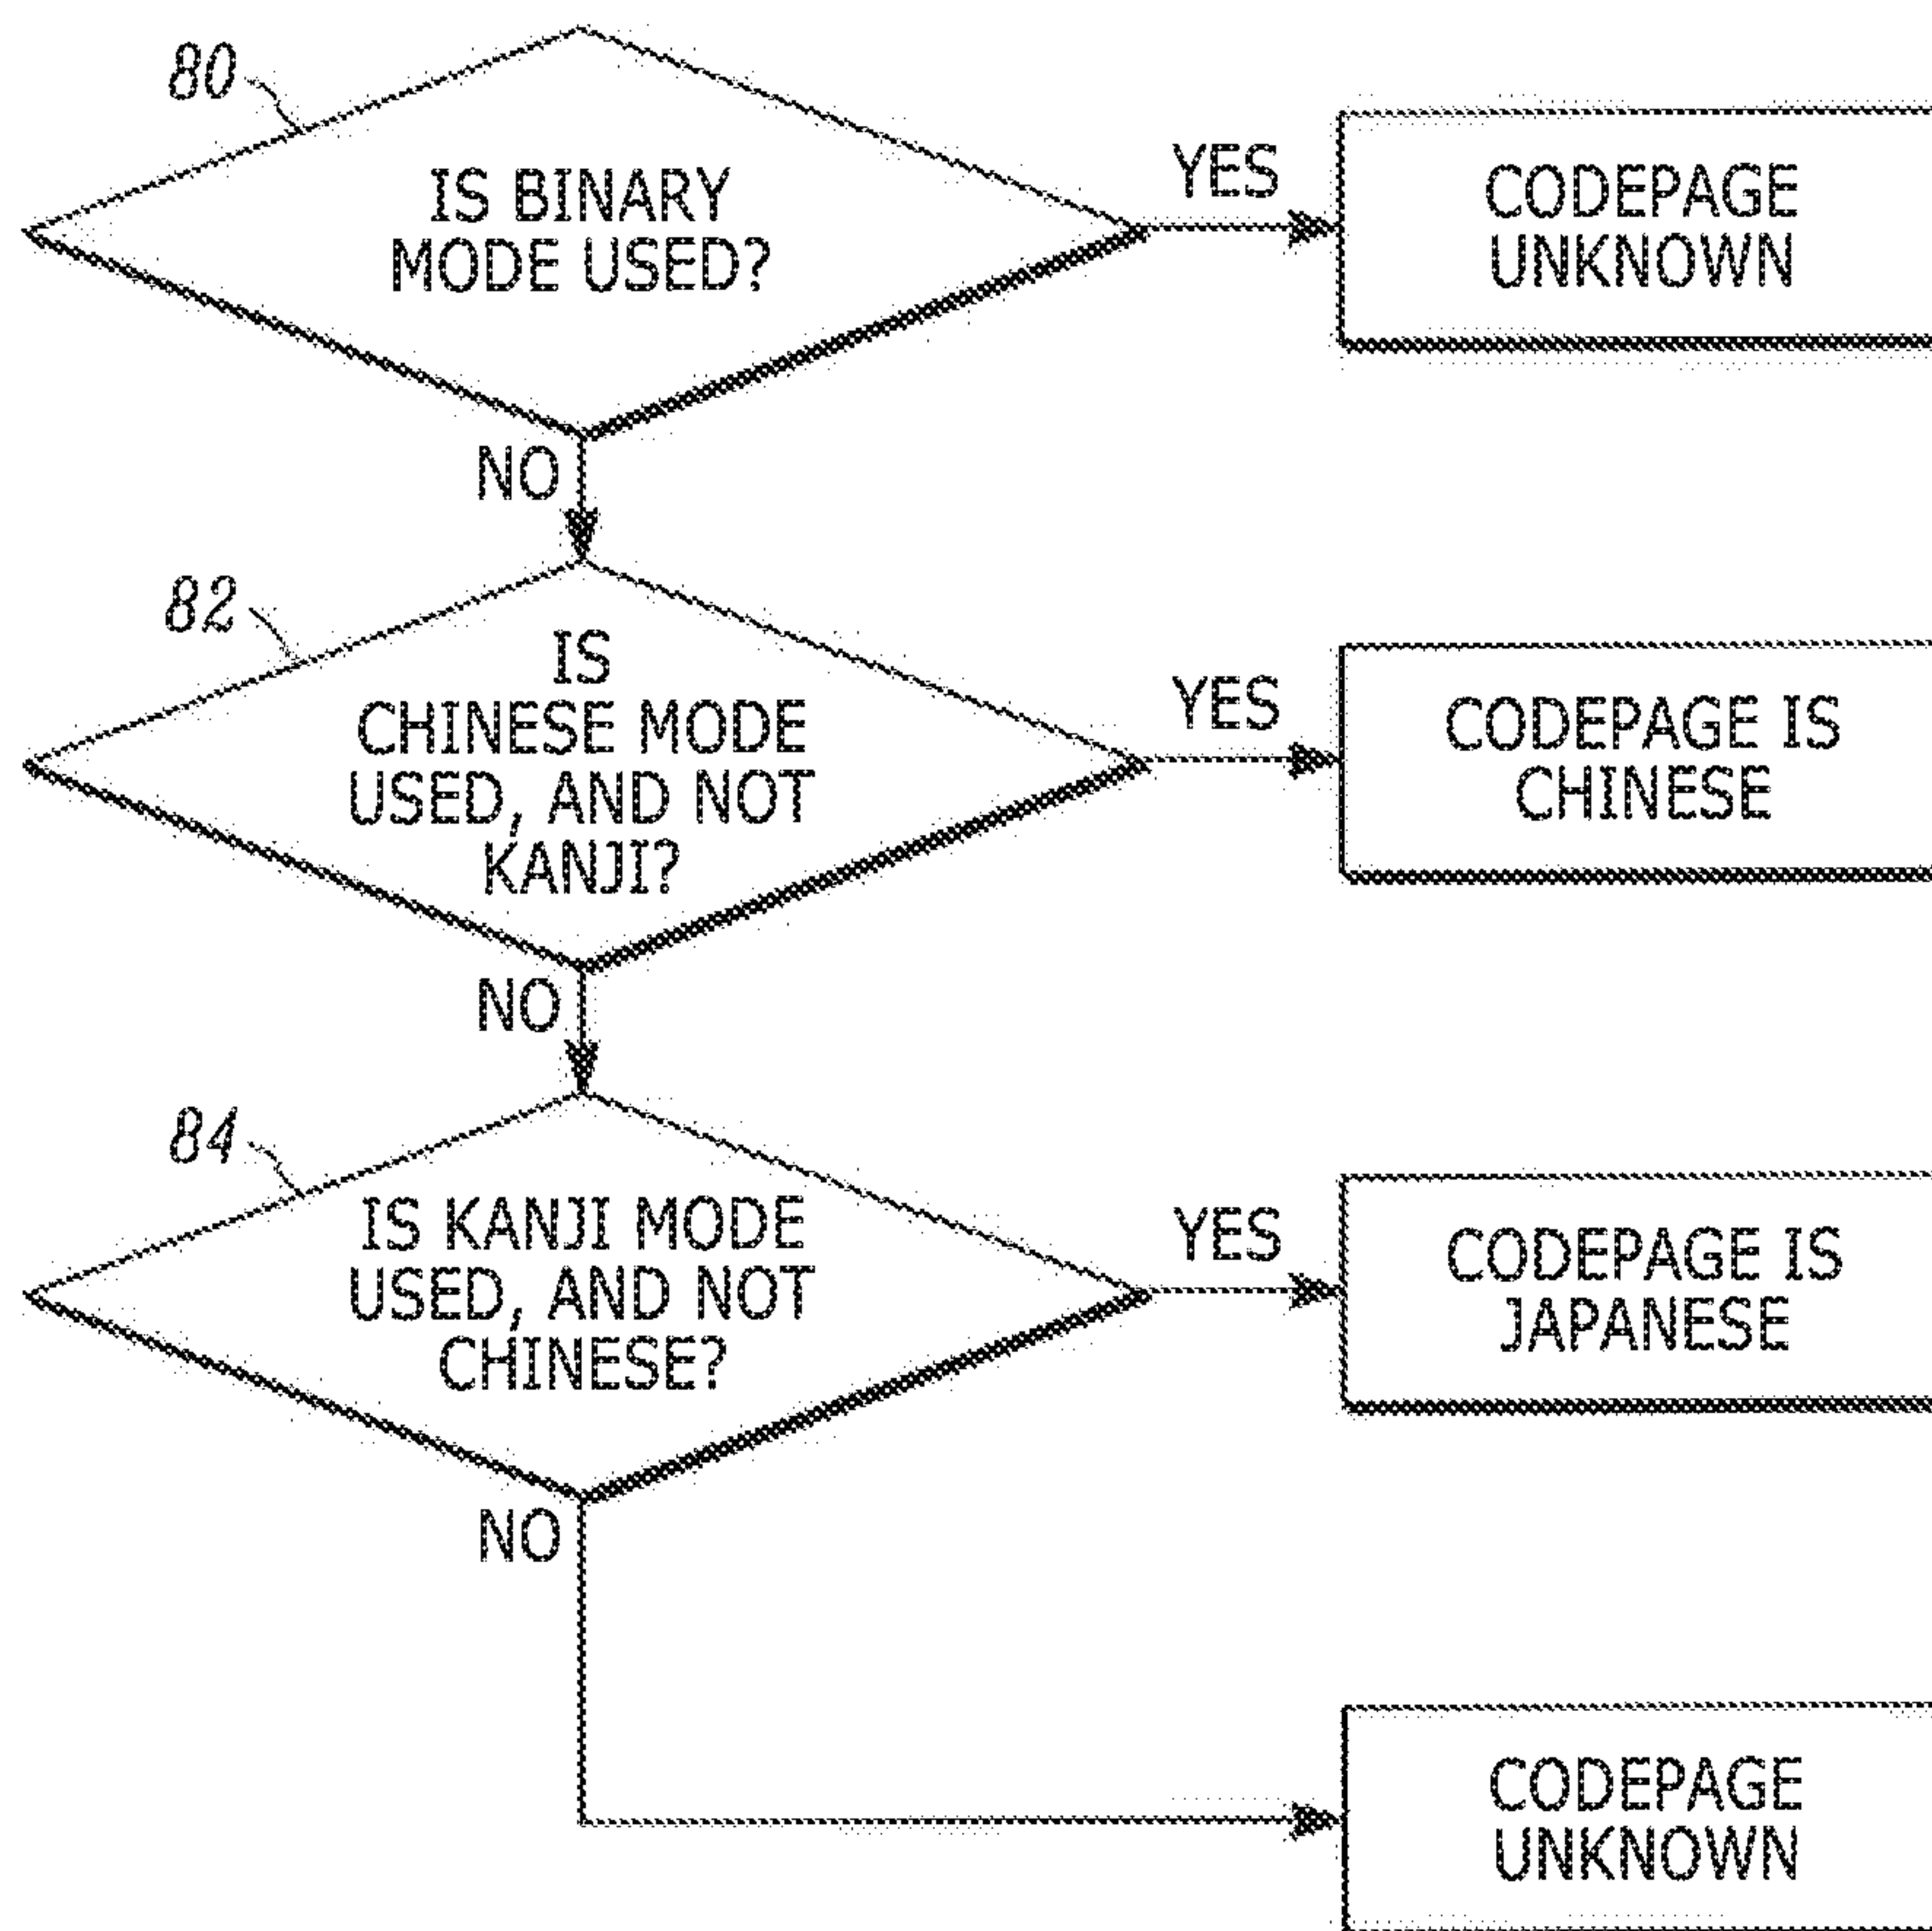 80
IS BINARY
MODE USED?
YES
CODEPAGE
UNKNOWN
NO
82
IS
CHINESE MODE
USED, AND NOT
KANJI?
YES
CODEPAGE IS
CHINESE
NO
84
IS KANJI MODE
USED, AND NOT
CHINESE?
YES
CODEPAGE IS
JAPANESE
NO
CODEPAGE
UNKNOWN